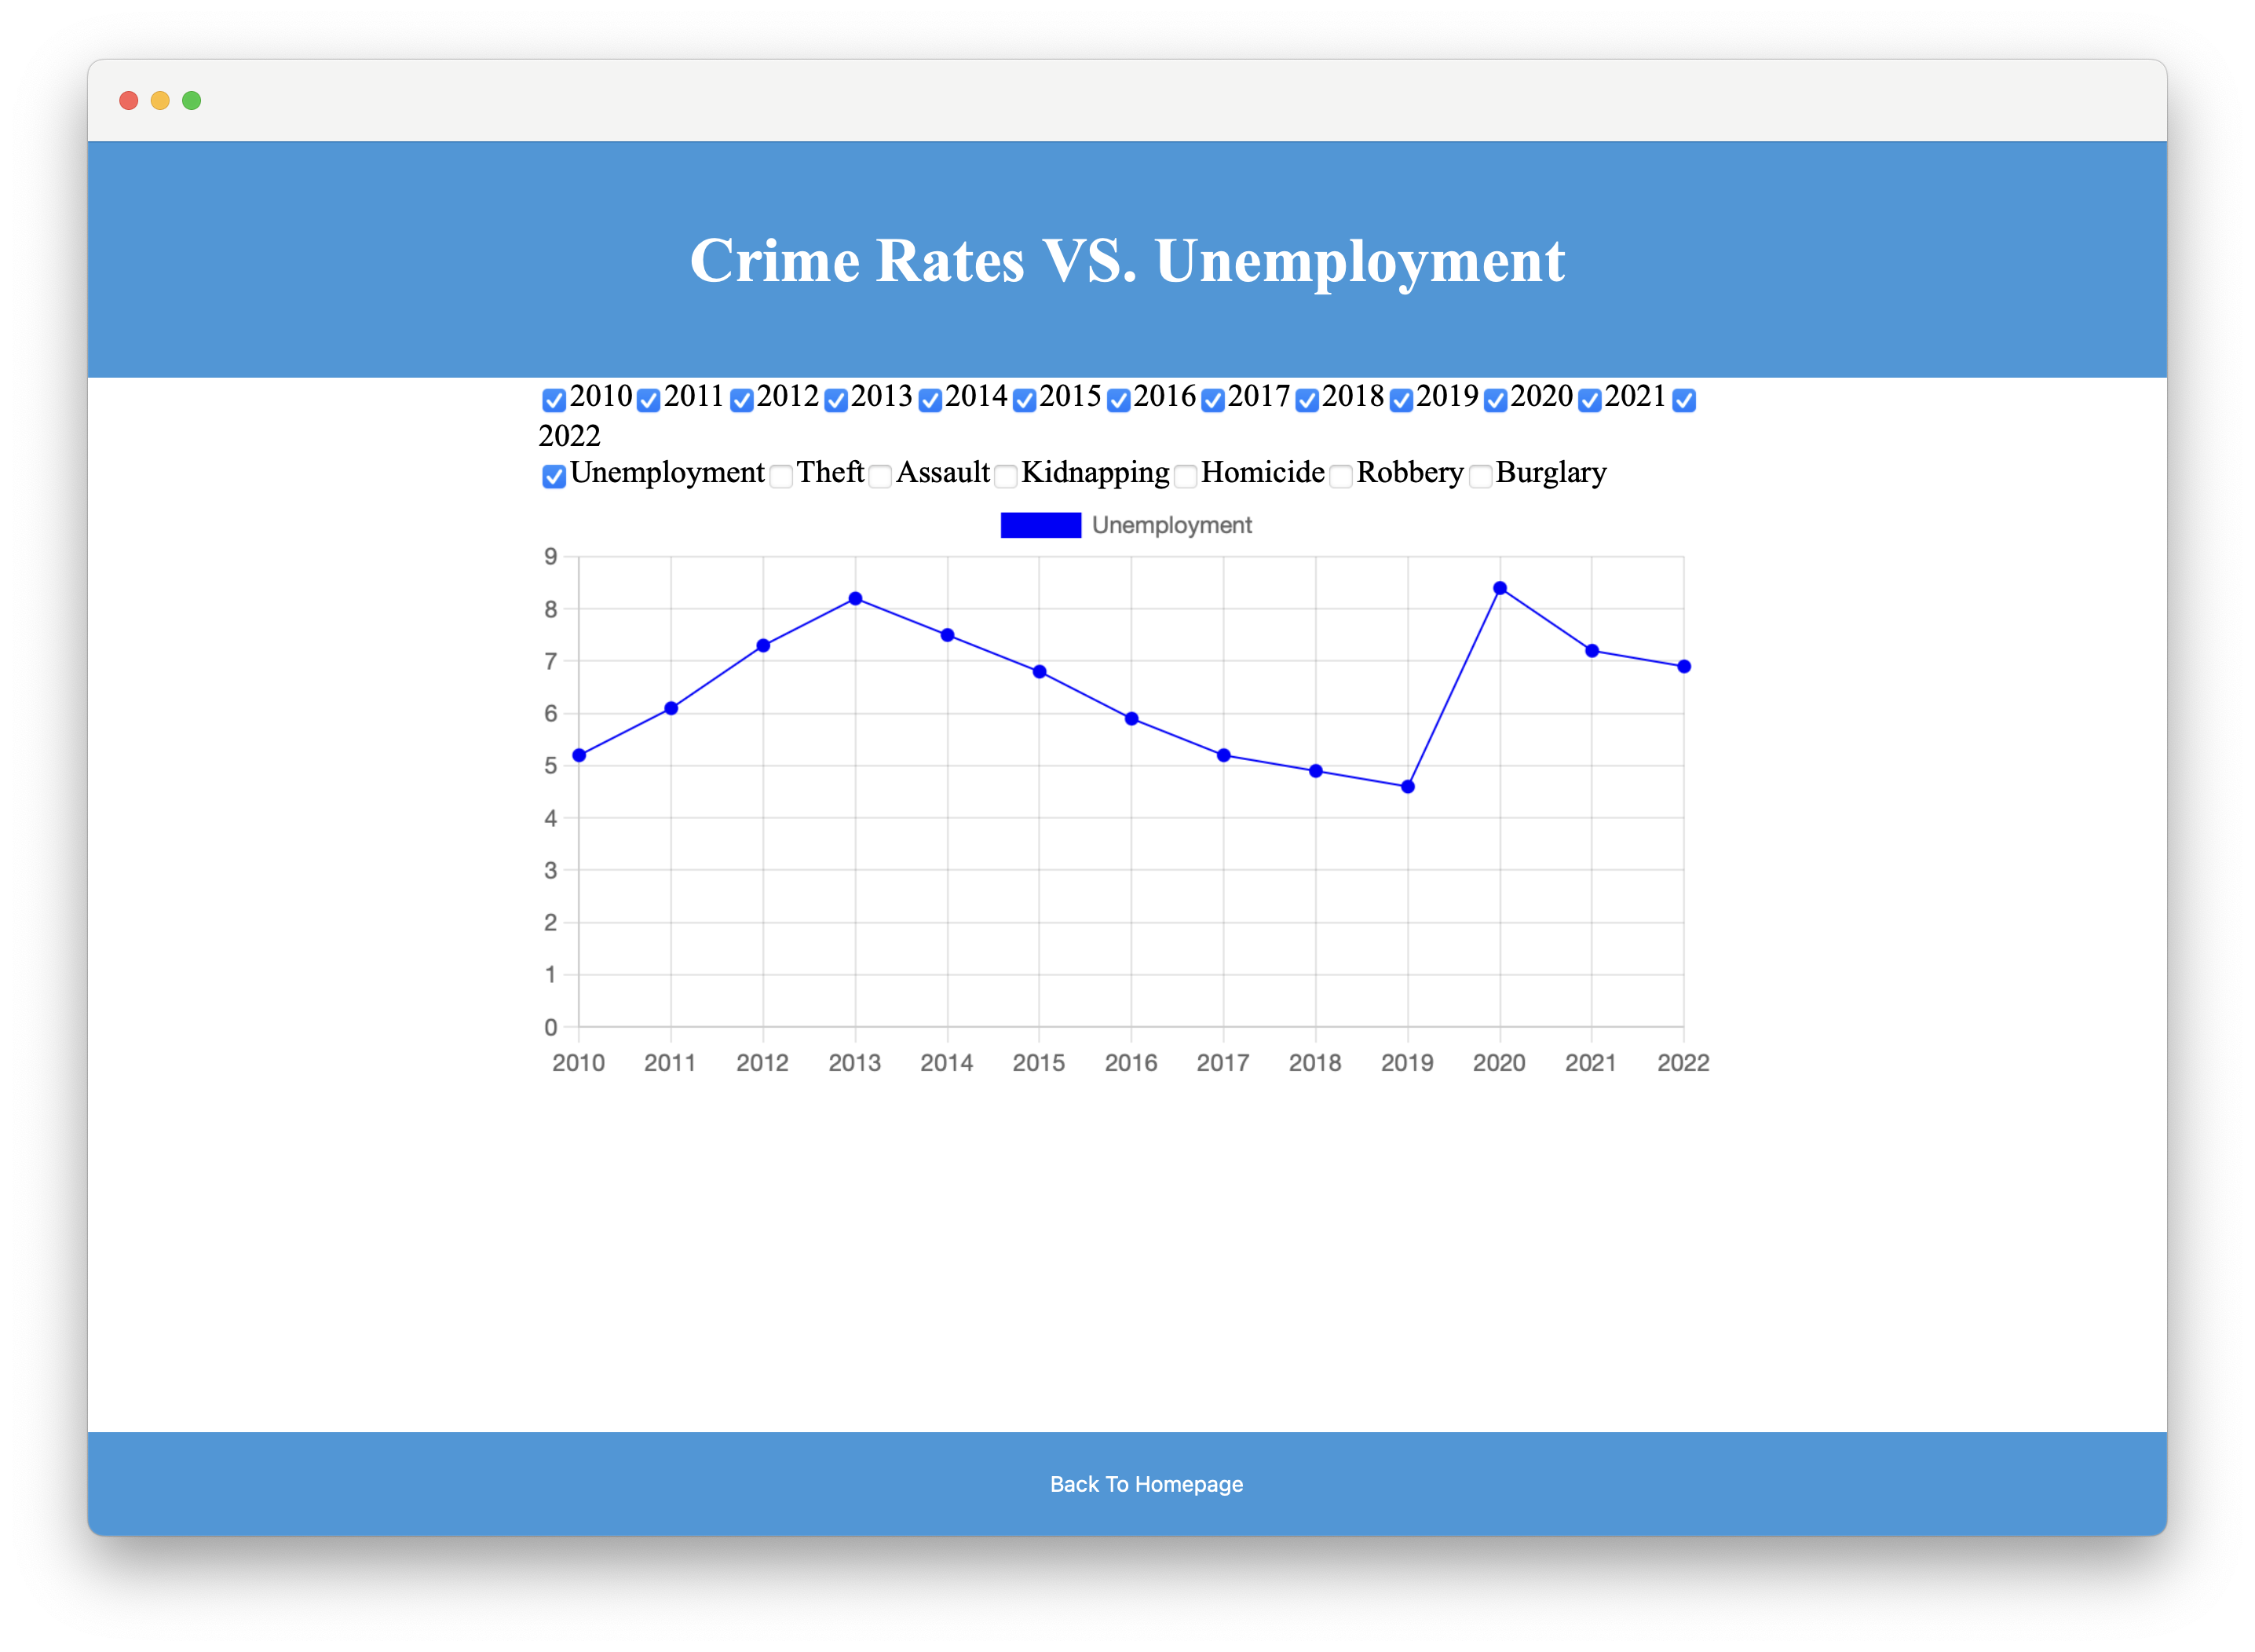 Crime Rates VS. Unemployment
2010 2011 2012 2013 2014 2015 2016 2017 2018 2019 2020 2021
2022
Unemployment Theft Assault Kidnapping Homicide Robbery Burglary
Unemployment
9
8
7
6
5
4
3
2
1
0
2010 2011 2012 2013 2014 2015 2016 2017 2018 2019 2020 2021 2022
Back To Homepage